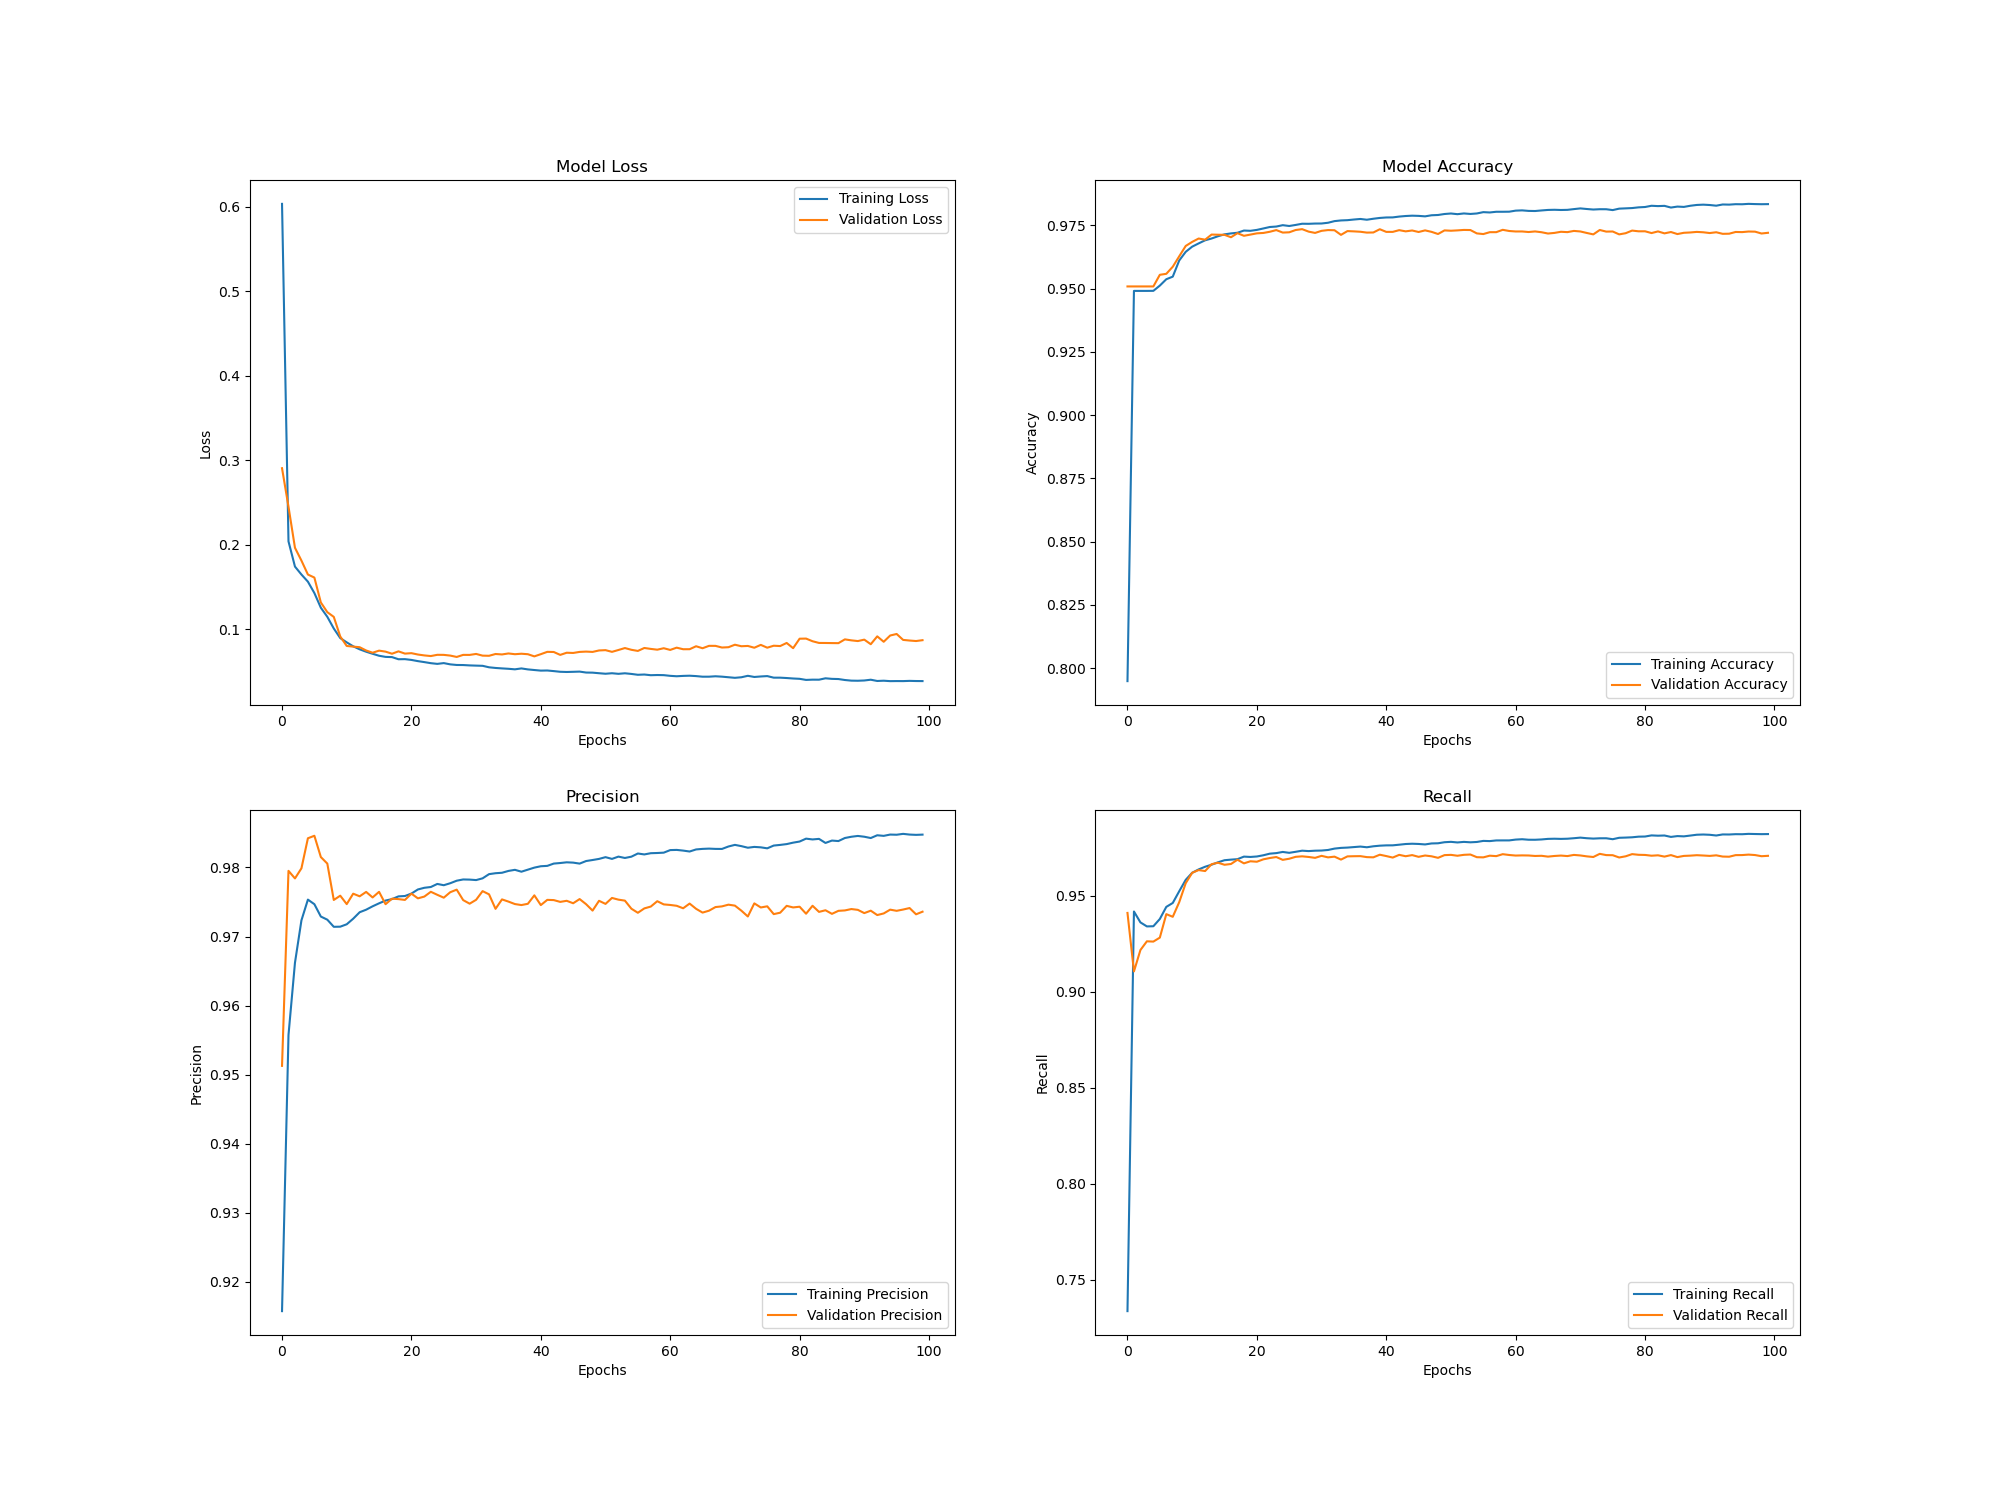 Model Loss
Training Loss
Validation Loss
0.6
0.5
0.4
0.3
0.2
0.1
Loss
0 20 40 60 80 100
Epochs
Model Accuracy
0.975
0.950
0.925
0.900
0.875
0.850
0.825
0.800
Accuracy
Training Accuracy
Validation Accuracy
0 20 40 60 80 100
Epochs
Precision
0.98
0.97
0.96
0.95
0.94
0.93
0.92
Precision
Training Precision
Validation Precision
0 20 40 60 80 100
Epochs
Recall
0.95
0.90
0.85
0.80
0.75
Recall
Training Recall
Validation Recall
0 20 40 60 80 100
Epochs